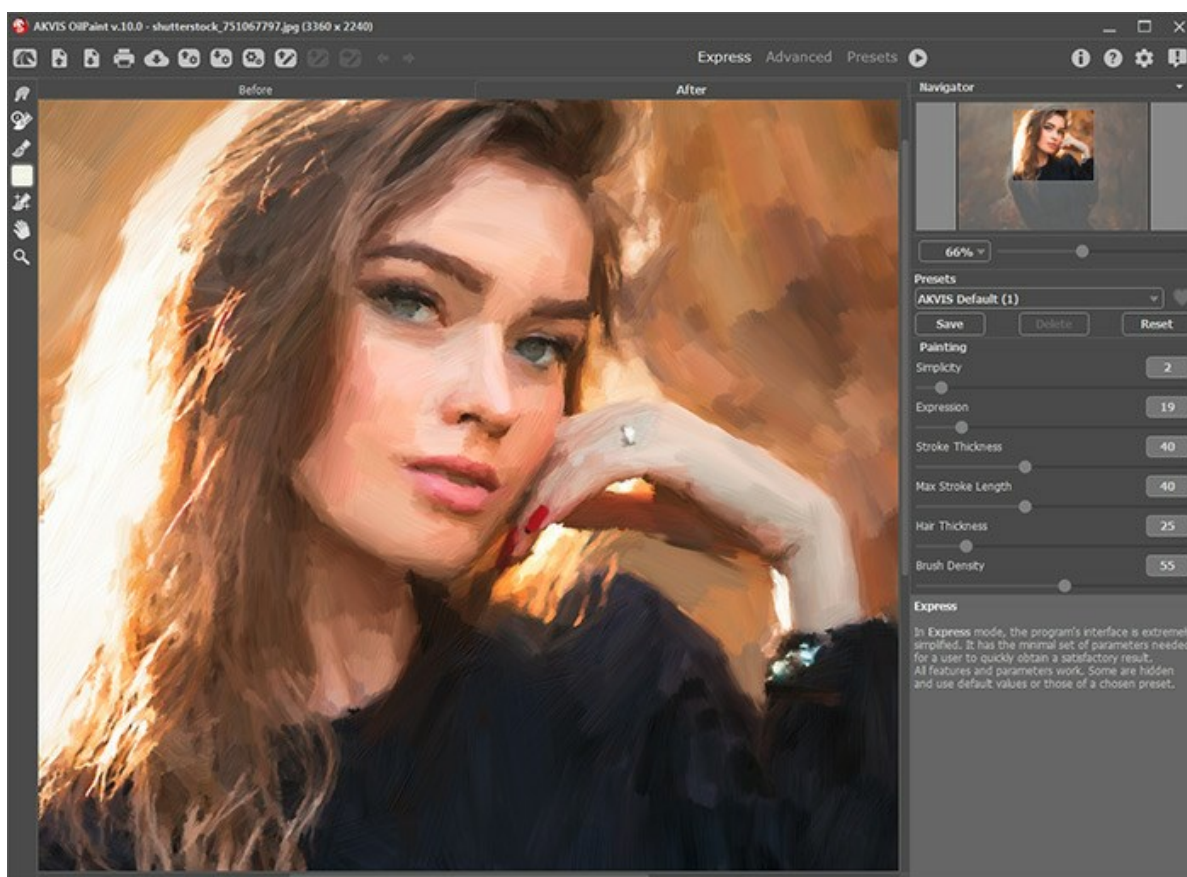 AKVIS OilPaint v.10.0 - shutterstock_751067797.jpg (3360 x 2240)
Express Advanced Presets
Before After
Navigator
66%
Presets
AKVIS Default (1)
Save Delete Reset
Painting
Simplicity 2
Expression 19
Stroke Thickness 40
Max Stroke Length 40
Hair Thickness 25
Brush Density 55
Express
In Express mode, the program's interface is extremel
simplified. It has the minimal set of parameters needed
for a user to quickly obtain a satisfactory result.
All features and parameters work. Some are hidden
and use default values or those of a chosen preset.